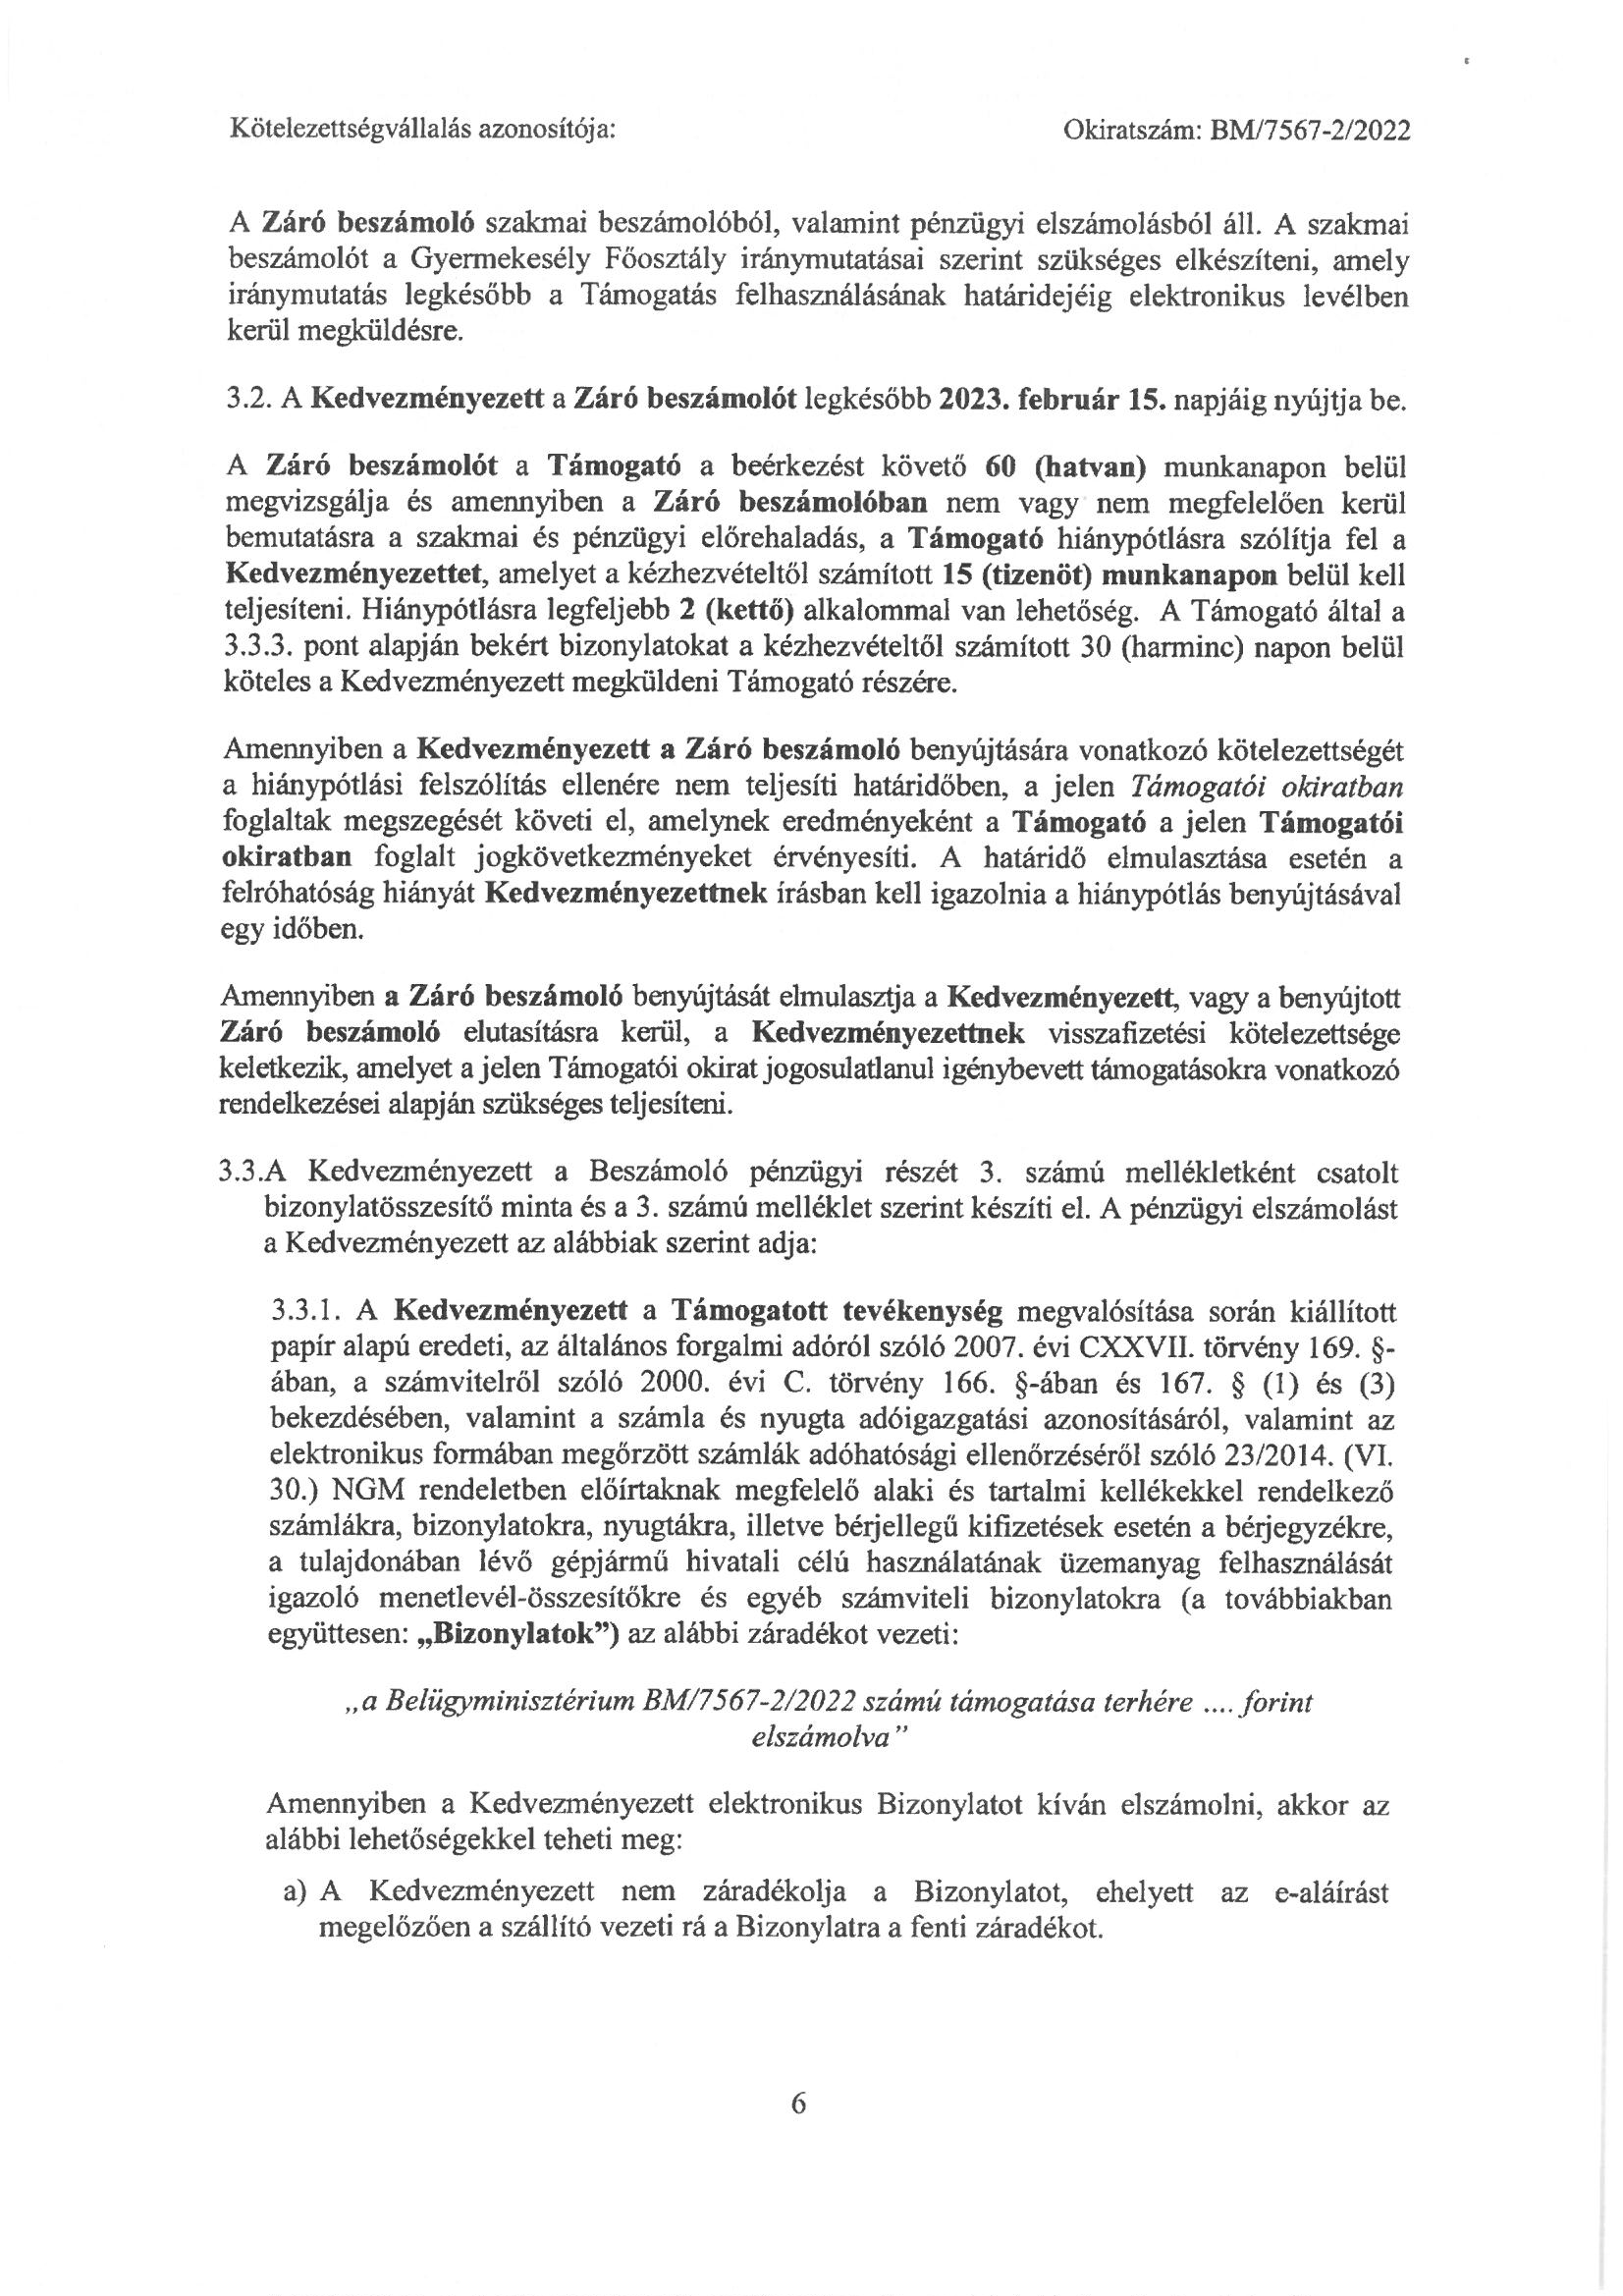 Kötelezettségvállalás azonosítója: Okiratszám: BM/7567-2/2022
A Záró beszámoló szakmai beszámolóból, valamint pénzügyi elszámolásból áll. A szakmai
beszámolót a Gyermekesély Főosztály iránymutatásai szerint szükséges elkészíteni, amely
iránymutatás legkésőbb a Támogatás felhasználásának határidejéig elektronikus levélben
kerül megküldésre.
3.2. A Kedvezményezett a Záró beszámolót legkésőbb 2023. február 15. napjáig nyújtja be.
A Záró beszámolót a Támogató a beérkezést követő 60 (hatvan) munkanapon belül
megvizsgálja és amennyiben a Záró beszámolóban nem vagy nem megfelelően kerül
bemutatásra a szakmai és pénzügyi előrehaladás, a Támogató hiánypótlásra szólítja fel a
Kedvezményezettet, amelyet a kézhezvételtől számított 15 (tizenöt) munkanapon belül kell
teljesíteni. Hiánypótlásra legfeljebb 2 (kettő) alkalommal van lehetőség. A Támogató által a
3.3.3. pont alapján bekért bizonylatokat a kézhezvételtől számított 30 (harminc) napon belül
köteles a Kedvezményezett megküldeni Támogató részére.
Amennyiben a Kedvezményezett a Záró beszámoló benyújtására vonatkozó kötelezettségét
a hiánypótlási felszólítás ellenére nem teljesíti határidőben, a jelen Támogatói okiratban
foglaltak megszegését követi el, amelynek eredményeként a Támogató a jelen Támogatói
okiratban foglalt jogkövetkezményeket érvényesíti. A határidő elmulasztása esetén a
felróhatóság hiányát Kedvezményezettnek írásban kell igazolnia a hiánypótlás benyújtásával
egy időben.
Amennyiben a Záró beszámoló benyújtását elmulasztja a Kedvezményezett, vagy a benyújtott
Záró beszámoló elutasításra kerül, a Kedvezményezettnek visszafizetési kötelezettsége
keletkezik, amelyet a jelen Támogatói okirat jogosulatlanul igénybevett támogatásokra vonatkozó
rendelkezései alapján szükséges teljesíteni.
3.3.A Kedvezményezett a Beszámoló pénzügyi részét 3. számú mellékletként csatolt
bizonylatösszesítő minta és a 3. számú melléklet szerint készíti el. A pénzügyi elszámolást
a Kedvezményezett az alábbiak szerint adja:
3.3.1. A Kedvezményezett a Támogatott tevékenység megvalósítása során kiállított
papír alapú eredeti, az általános forgalmi adóról szóló 2007. évi CXXVII. törvény 169. §-
ában, a számvitelről szóló 2000. évi C. törvény 166. §-ában és 167. § (1) és (3)
bekezdésében, valamint a számla és nyugta adóigazgatási azonosításáról, valamint az
elektronikus formában megőrzött számlák adóhatósági ellenőrzéséről szóló 23/2014. (VI.
30.) NGM rendeletben előírtaknak megfelelő alaki és tartalmi kellékekkel rendelkező
számlákra, bizonylatokra, nyugtákra, illetve bérjellegű kifizetések esetén a bérjegyzékre,
a tulajdonában lévő gépjármű hivatali célú használatának üzemanyag felhasználását
igazoló menetlevél-összesítőkre és egyéb számviteli bizonylatokra (a továbbiakban
együttesen: „Bizonylatok”) az alábbi záradékot vezeti:
„a Belügyminisztérium BM/7567-2/2022 számú támogatása terhére .... forint
elszámolva”
Amennyiben a Kedvezményezett elektronikus Bizonylatot kíván elszámolni, akkor az
alábbi lehetőségekkel teheti meg:
a) A Kedvezményezett nem záradékolja a Bizonylatot, ehelyett az e-aláírást
megelőzően a szállító vezeti rá a Bizonylatra a fenti záradékot.
6